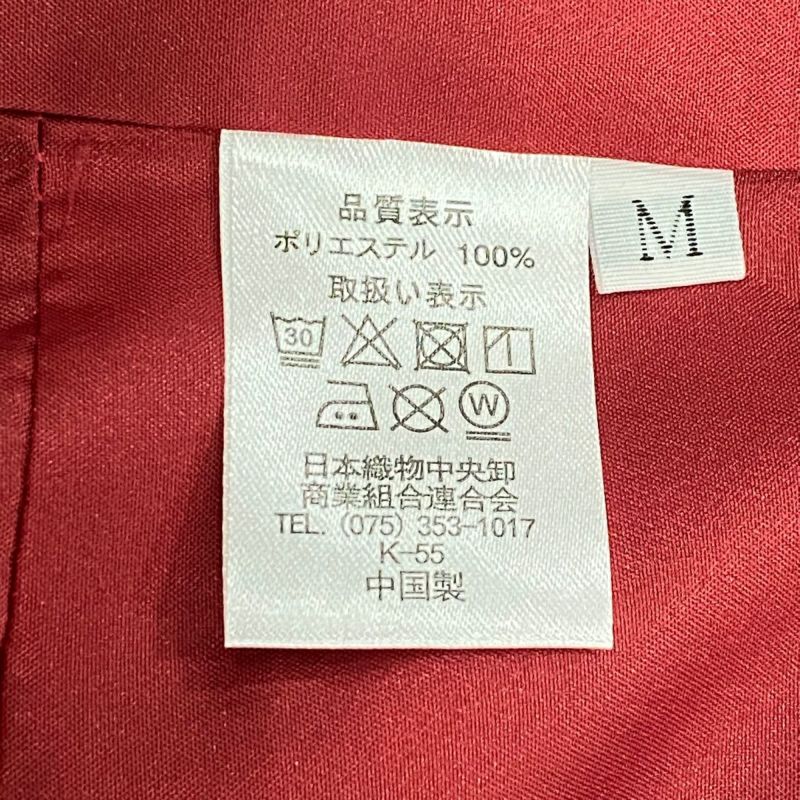 品質表示
ポリエステル 100%
取扱い表示
30
W
日本織物中央卸
商業組合連合会
TEL. (075) 353-1017
K-55
中国製
M